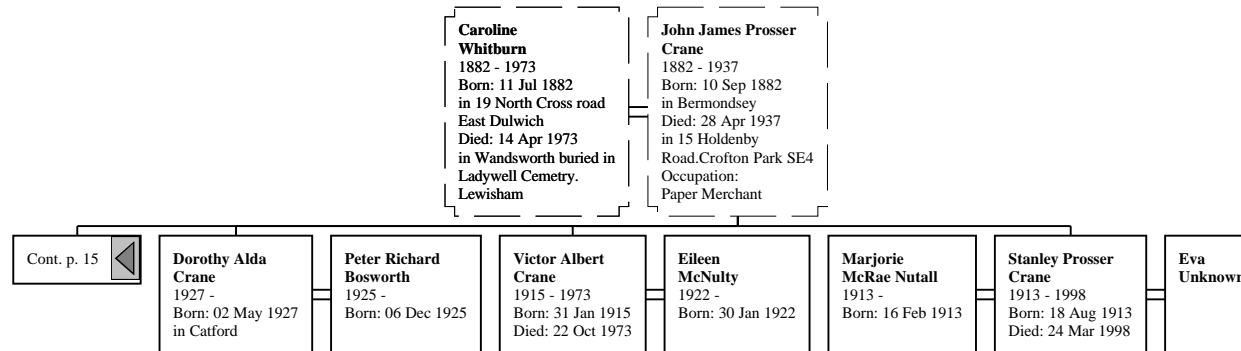 Caroline
Whitburn
1882 - 1973
Born: 11 Jul 1882
in 19 North Cross road
East Dulwich
Died: 14 Apr 1973
in Wandsworth buried in
Ladywell Cemetry.
Lewisham
John James Prosser
Crane
1882 - 1937
Born: 10 Sep 1882
in Bermondsey
Died: 28 Apr 1937
in 15 Holdenby
Road.Crofton Park SE4
Occupation:
Paper Merchant
Cont. p. 15
Dorothy Alda
Crane
1927 -
Born: 02 May 1927
in Catford
Peter Richard
Bosworth
1925 -
Born: 06 Dec 1925
Victor Albert
Crane
1915 - 1973
Born: 31 Jan 1915
Died: 22 Oct 1973
Eileen
McNulty
1922 -
Born: 30 Jan 1922
Marjorie
McRae Nutall
1913 -
Born: 16 Feb 1913
Stanley Prosser
Crane
1913 - 1998
Born: 18 Aug 1913
Died: 24 Mar 1998
Eva
Unknown